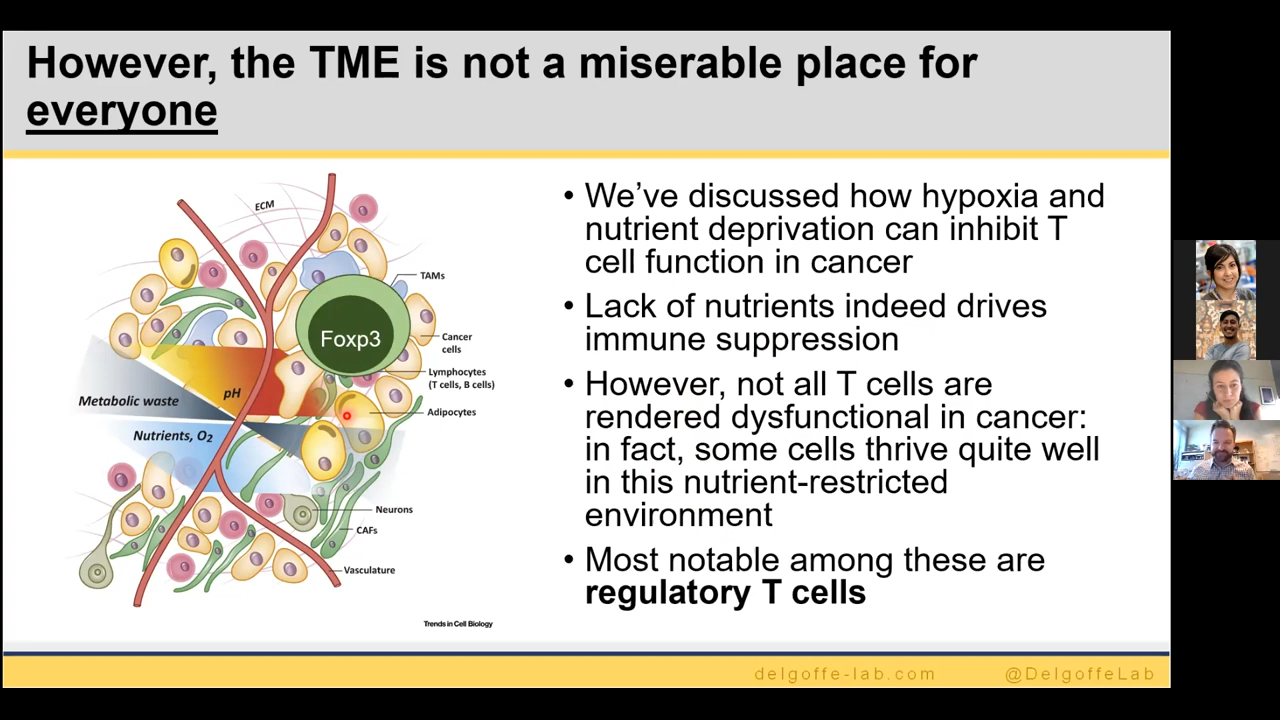 However, the TME is not a miserable place for
everyone
ECM
TAMs
Foxp3
Cancer
cells
Lymphocytes
(T cells, B cells)
Adipocytes
pH
Metabolic waste
Nutrients, O2
Neurons
CAFs
Vasculature
Trends in Cell Biology
• We’ve discussed how hypoxia and
nutrient deprivation can inhibit T
cell function in cancer
• Lack of nutrients indeed drives
immune suppression
• However, not all T cells are
rendered dysfunctional in cancer:
in fact, some cells thrive quite well
in this nutrient-restricted
environment
• Most notable among these are
regulatory T cells
delgoffe-lab.com @DelgoffeLab